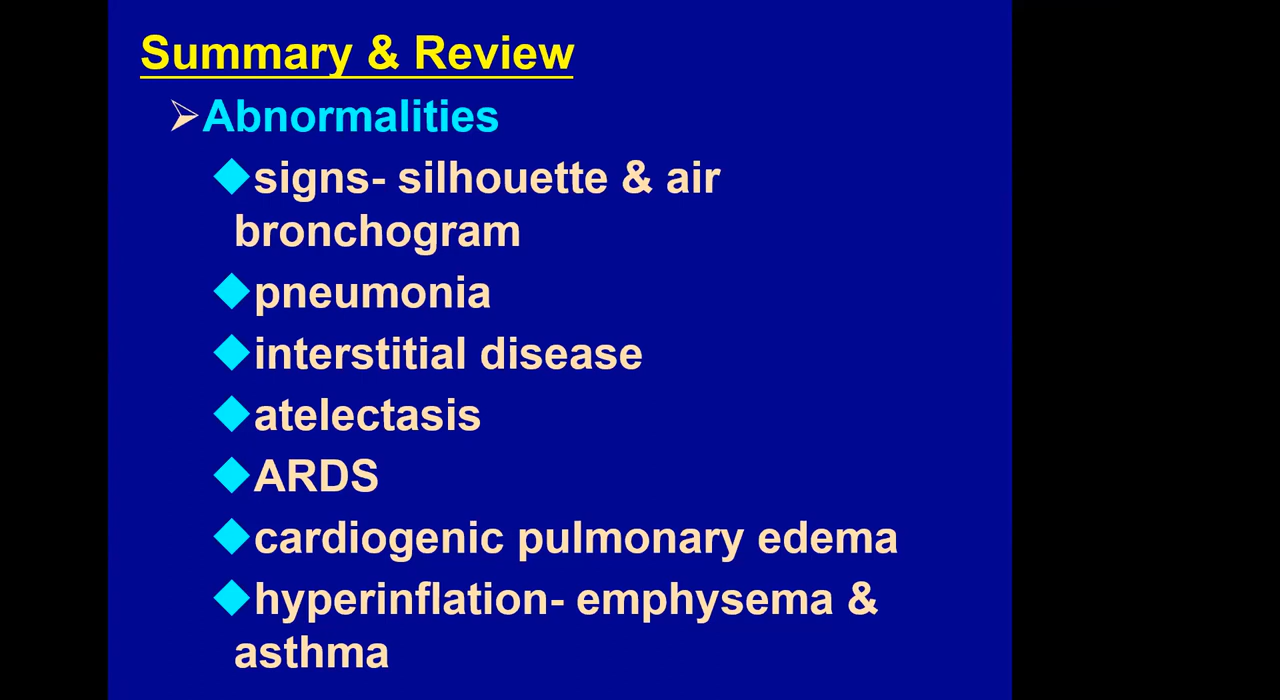 Summary & Review
Abnormalities
signs- silhouette & air
bronchogram
pneumonia
interstitial disease
atelectasis
ARDS
cardiogenic pulmonary edema
hyperinflation- emphysema &
asthma